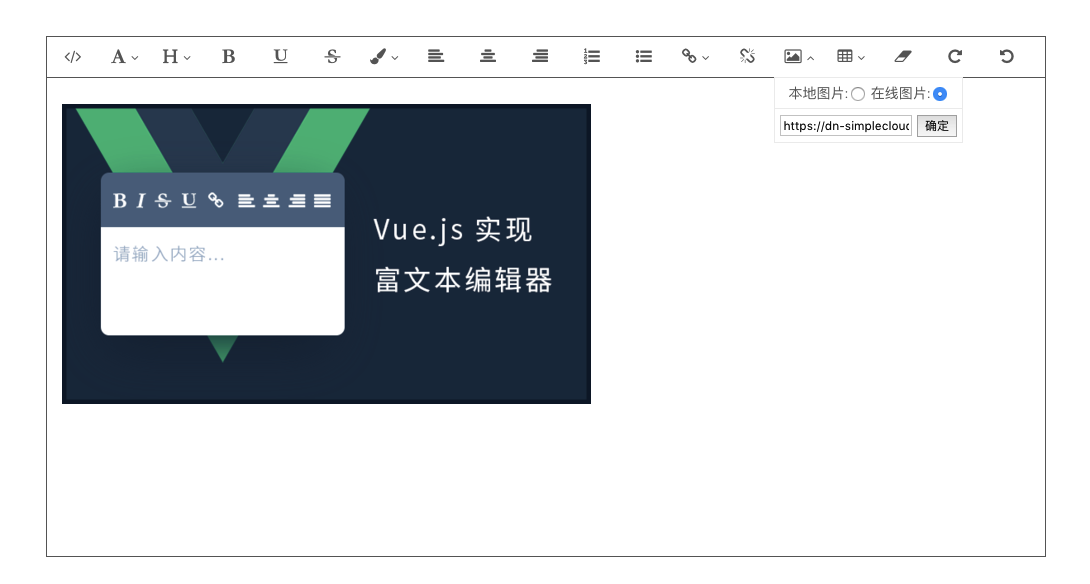 </> A H B U S
本地图片: 在线图片:
https://dn-simplecloud 确定
B I S U
请输入内容...
Vue.js 实现
富文本编辑器